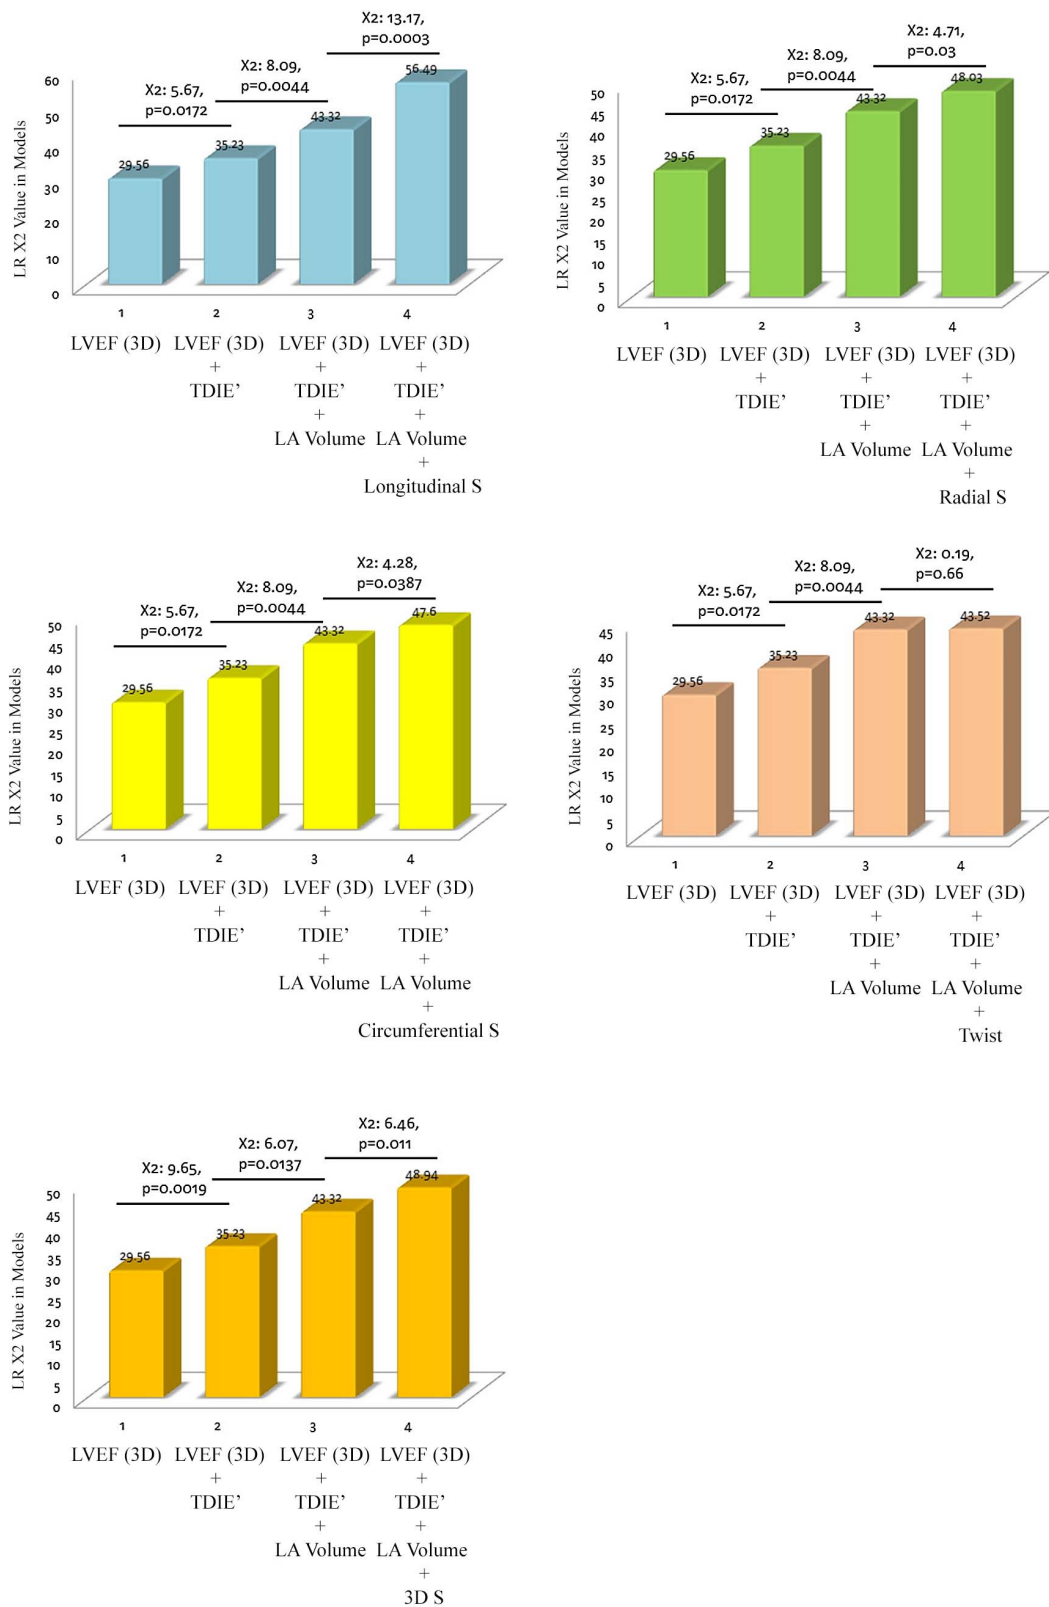 X2: 13.17,
p=0.0003
X2: 8.09,
p=0.0044
X2: 5.67,
p=0.0172
LR X2 Value in Models
60
50
40
30
20
10
0
29.56
35.23
43.32
56.49
1
2
3
4
LVEF (3D)
LVEF (3D)
+
TDIE’
LVEF (3D)
+
TDIE’
+
LA Volume
LVEF (3D)
+
TDIE’
+
LA Volume
+
Longitudinal S
X2: 4.71,
p=0.03
X2: 8.09,
p=0.0044
X2: 5.67,
p=0.0172
LR X2 Value in Models
50
45
40
35
30
25
20
15
10
5
0
29.56
35.23
43.32
48.03
1
2
3
4
LVEF (3D)
LVEF (3D)
+
TDIE’
LVEF (3D)
+
TDIE’
+
LA Volume
LVEF (3D)
+
TDIE’
+
LA Volume
+
Radial S
X2: 4.28,
p=0.0387
X2: 8.09,
p=0.0044
X2: 5.67,
p=0.0172
LR X2 Value in Models
50
45
40
35
30
25
20
15
10
5
0
29.56
35.23
43.32
47.6
1
2
3
4
LVEF (3D)
LVEF (3D)
+
TDIE’
LVEF (3D)
+
TDIE’
+
LA Volume
LVEF (3D)
+
TDIE’
+
LA Volume
+
Circumferential S
X2: 0.19,
p=0.66
X2: 8.09,
p=0.0044
X2: 5.67,
p=0.0172
LR X2 Value in Models
45
40
35
30
25
20
15
10
5
0
29.56
35.23
43.32
43.52
1
2
3
4
LVEF (3D)
LVEF (3D)
+
TDIE’
LVEF (3D)
+
TDIE’
+
LA Volume
LVEF (3D)
+
TDIE’
+
LA Volume
+
Twist
X2: 6.46,
p=0.011
X2: 6.07,
p=0.0137
X2: 9.65,
p=0.0019
LR X2 Value in Models
50
45
40
35
30
25
20
15
10
5
0
29.56
35.23
43.32
48.94
1
2
3
4
LVEF (3D)
LVEF (3D)
+
TDIE’
LVEF (3D)
+
TDIE’
+
LA Volume
LVEF (3D)
+
TDIE’
+
LA Volume
+
3D S